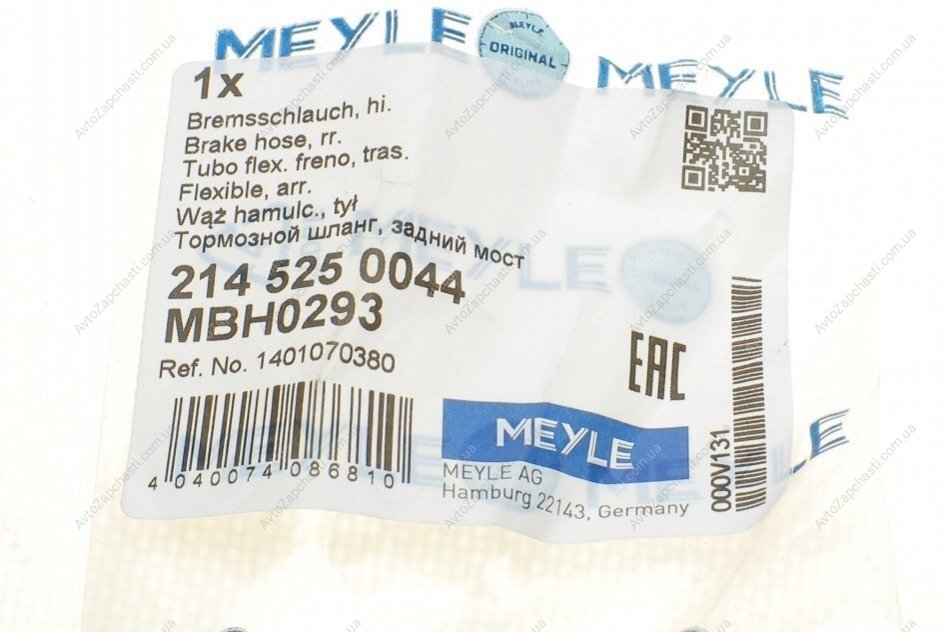 MEYLE
MEYLE
ORIGINAL
MEYLE
1x
Bremsschlauch, hi.
Brake hose, rr.
Tubo flex. freno, tras.
Flexible, arr.
Wąż hamulc., tył
Тормозной шланг, задний мост
214 525 0044
MBH0293
Ref. No. 1401070380
4 040074 086810
EAC
MEYLE
MEYLE AG
Hamburg 22143, Germany
000V131
MEYLE
AvtoZapchasti.com.ua